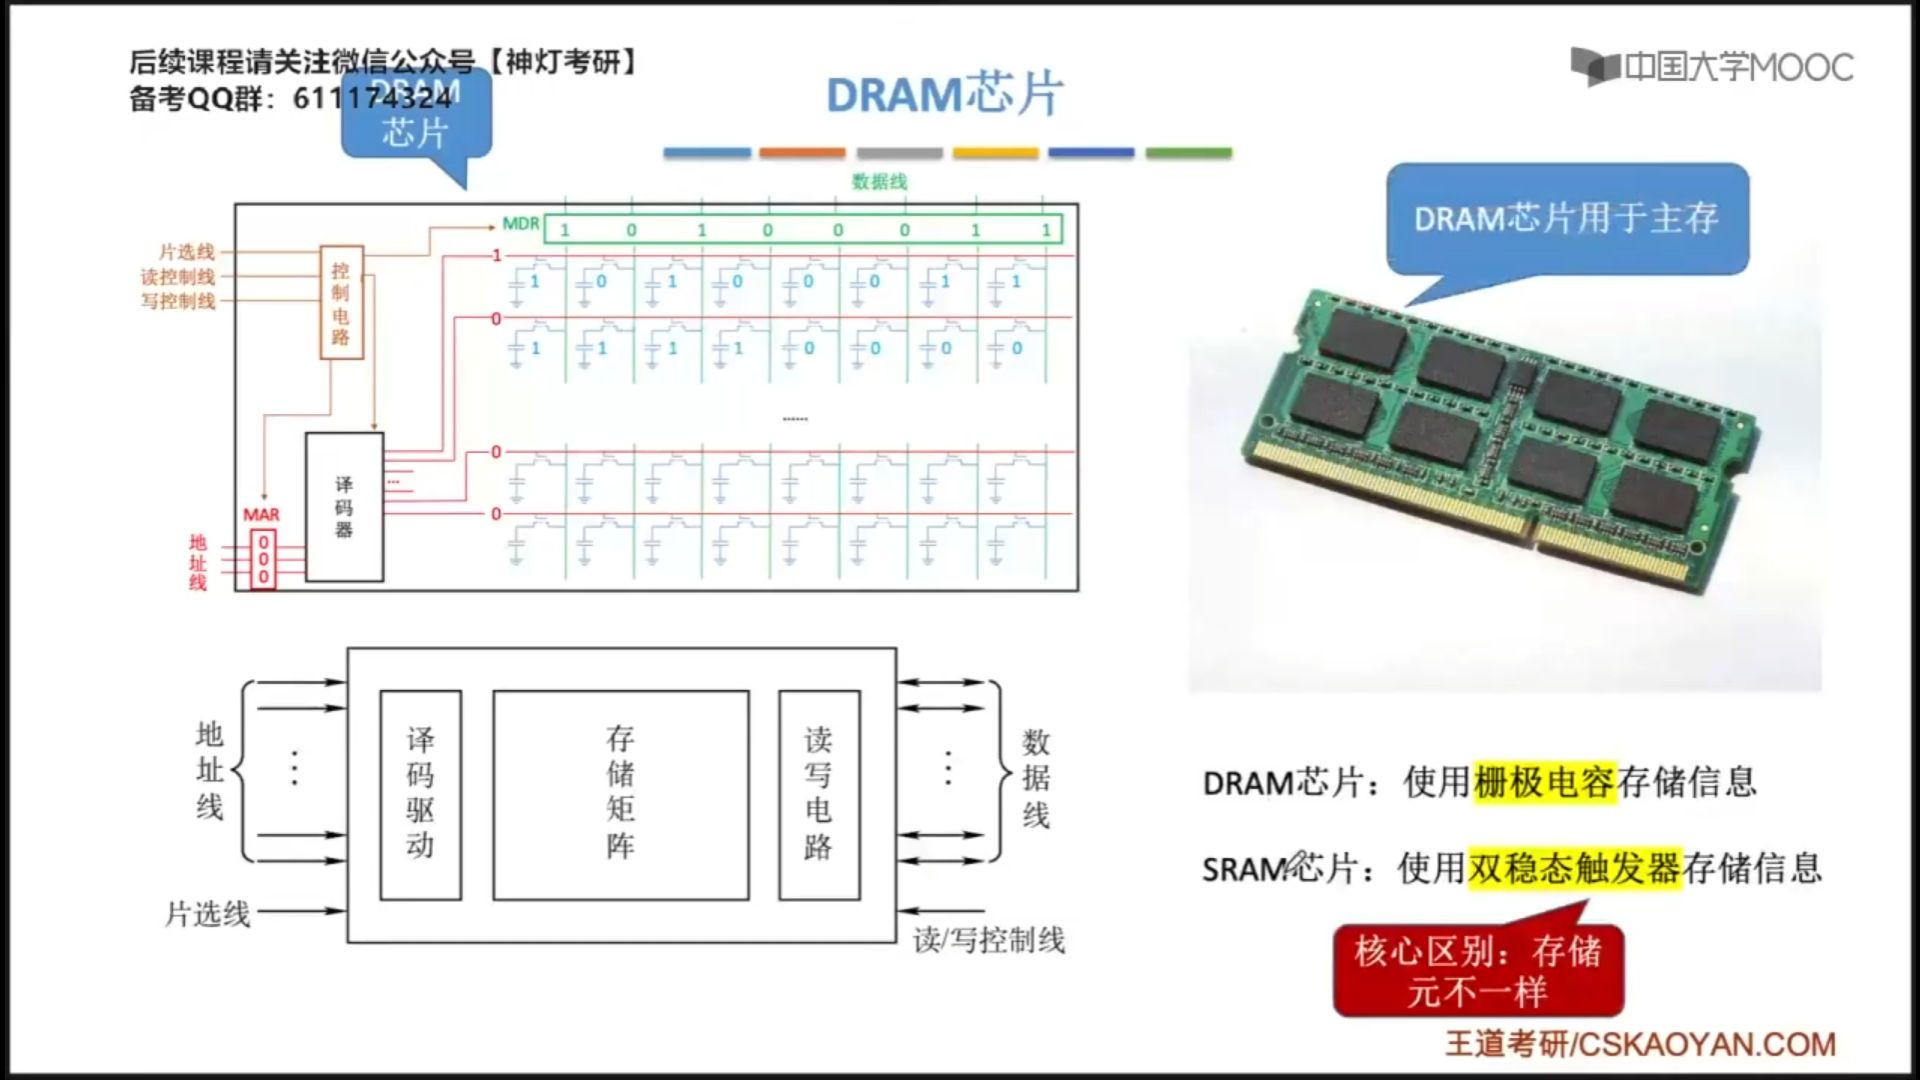 后续课程请关注微信公众号【神灯考研】
备考QQ群：611174324
DRAM
芯片
DRAM芯片
中国大学MOOC
数据线
MDR 1 0 1 0 0 0 1 1
片选线
读控制线
写控制线
控制电路
1
1 0 1 0 0 0 1 1
0
1 1 1 1 0 0 0 0
......
0
0
译码器
...
MAR
地址线
0
0
0
DRAM芯片用于主存
地址线
译码驱动
存储矩阵
读写电路
数据线
片选线
读/写控制线
DRAM芯片：使用栅极电容存储信息
SRAM芯片：使用双稳态触发器存储信息
核心区别：存储
元不一样
王道考研/CSKAOYAN.COM